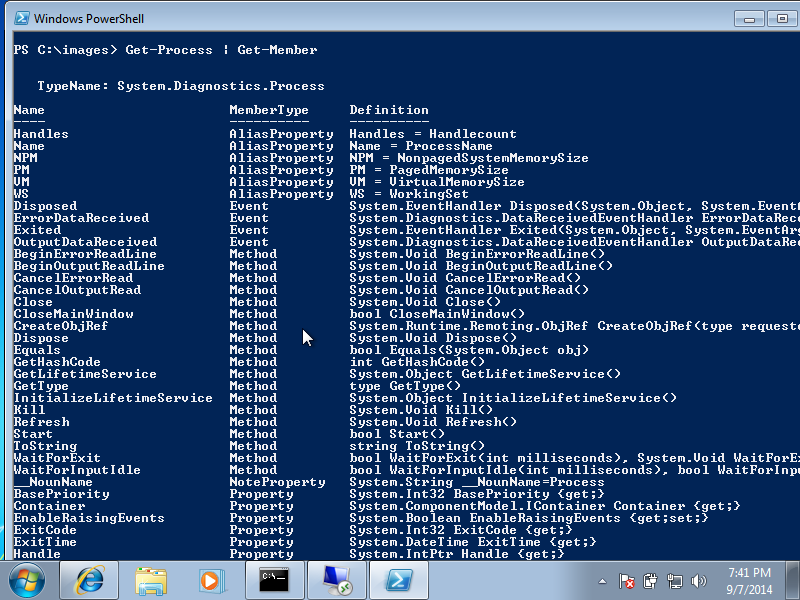 Windows PowerShell
PS C:\images> Get-Process | Get-Member
TypeName: System.Diagnostics.Process
Name MemberType Definition
---- ---------- ----------
Handles AliasProperty Handles = Handlecount
Name AliasProperty Name = ProcessName
NPM AliasProperty NPM = NonpagedSystemMemorySize
PM AliasProperty PM = PagedMemorySize
VM AliasProperty VM = VirtualMemorySize
WS AliasProperty WS = WorkingSet
Disposed Event System.EventHandler Disposed(System.Object, System.EventA
ErrorDataReceived Event System.Diagnostics.DataReceivedEventHandler ErrorDataRec
Exited Event System.EventHandler Exited(System.Object, System.EventArg
OutputDataReceived Event System.Diagnostics.DataReceivedEventHandler OutputDataRe
BeginErrorReadLine Method System.Void BeginErrorReadLine()
BeginOutputReadLine Method System.Void BeginOutputReadLine()
CancelErrorRead Method System.Void CancelErrorRead()
CancelOutputRead Method System.Void CancelOutputRead()
Close Method System.Void Close()
CloseMainWindow Method bool CloseMainWindow()
CreateObjRef Method System.Runtime.Remoting.ObjRef CreateObjRef(type requeste
Dispose Method System.Void Dispose()
Equals Method bool Equals(System.Object obj)
GetHashCode Method int GetHashCode()
GetLifetimeService Method System.Object GetLifetimeService()
GetType Method type GetType()
InitializeLifetimeService Method System.Object InitializeLifetimeService()
Kill Method System.Void Kill()
Refresh Method System.Void Refresh()
Start Method bool Start()
ToString Method string ToString()
WaitForExit Method bool WaitForExit(int milliseconds), System.Void WaitForEx
WaitForInputIdle Method bool WaitForInputIdle(int milliseconds), bool WaitForInpu
__NounName NoteProperty System.String __NounName=Process
BasePriority Property System.Int32 BasePriority {get;}
Container Property System.ComponentModel.IContainer Container {get;}
EnableRaisingEvents Property System.Boolean EnableRaisingEvents {get;set;}
ExitCode Property System.Int32 ExitCode {get;}
ExitTime Property System.DateTime ExitTime {get;}
Handle Property System.IntPtr Handle {get;}
C:\
7:41 PM
9/7/2014